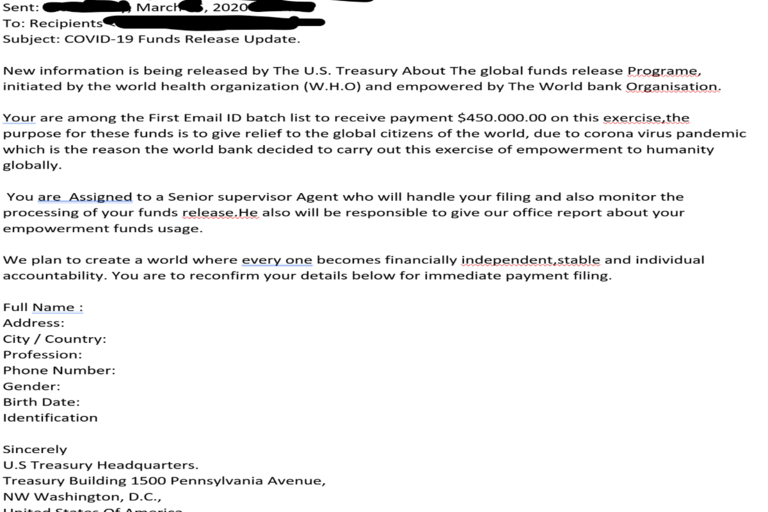 Sent: , March , 2020
To: Recipients
Subject: COVID-19 Funds Release Update.
New information is being released by The U.S. Treasury About The global funds release Programe,
initiated by the world health organization (W.H.O) and empowered by The World bank Organisation.
Your are among the First Email ID batch list to receive payment $450.000.00 on this exercise,the
purpose for these funds is to give relief to the global citizens of the world, due to corona virus pandemic
which is the reason the world bank decided to carry out this exercise of empowerment to humanity
globally.
You are  Assigned to a Senior supervisor Agent who will handle your filing and also monitor the
processing of your funds release.He also will be responsible to give our office report about your
empowerment funds usage.
We plan to create a world where every one becomes financially independent,stable and individual
accountability. You are to reconfirm your details below for immediate payment filing.
Full Name :
Address:
City / Country:
Profession:
Phone Number:
Gender:
Birth Date:
Identification
Sincerely
U.S Treasury Headquarters.
Treasury Building 1500 Pennsylvania Avenue,
NW Washington, D.C.,
United States Of America